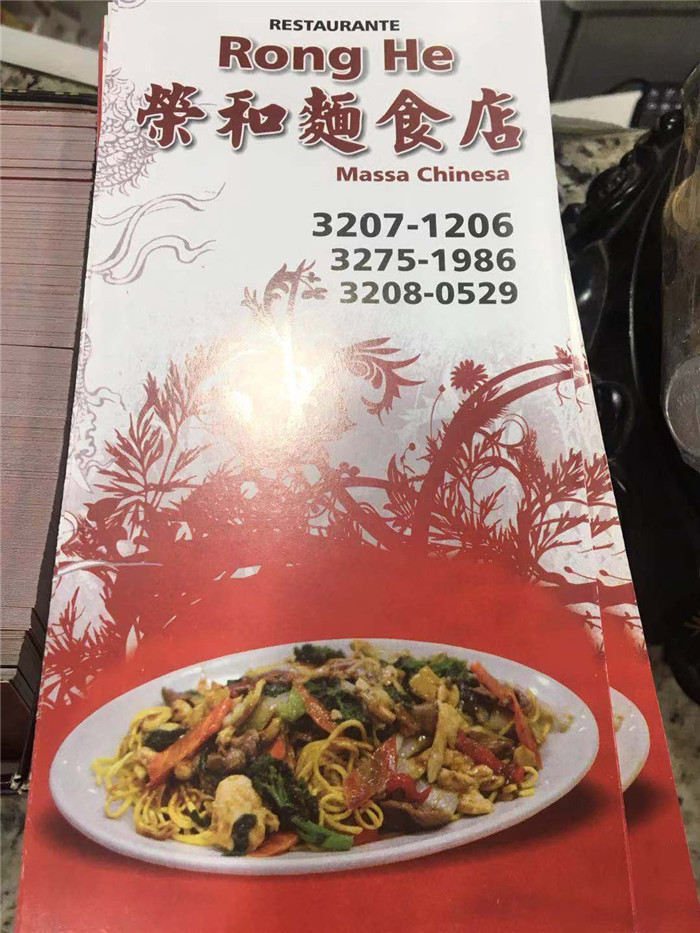 RESTAURANTE
Rong He
榮和麵食店
Massa Chinesa
3207-1206
3275-1986
3208-0529